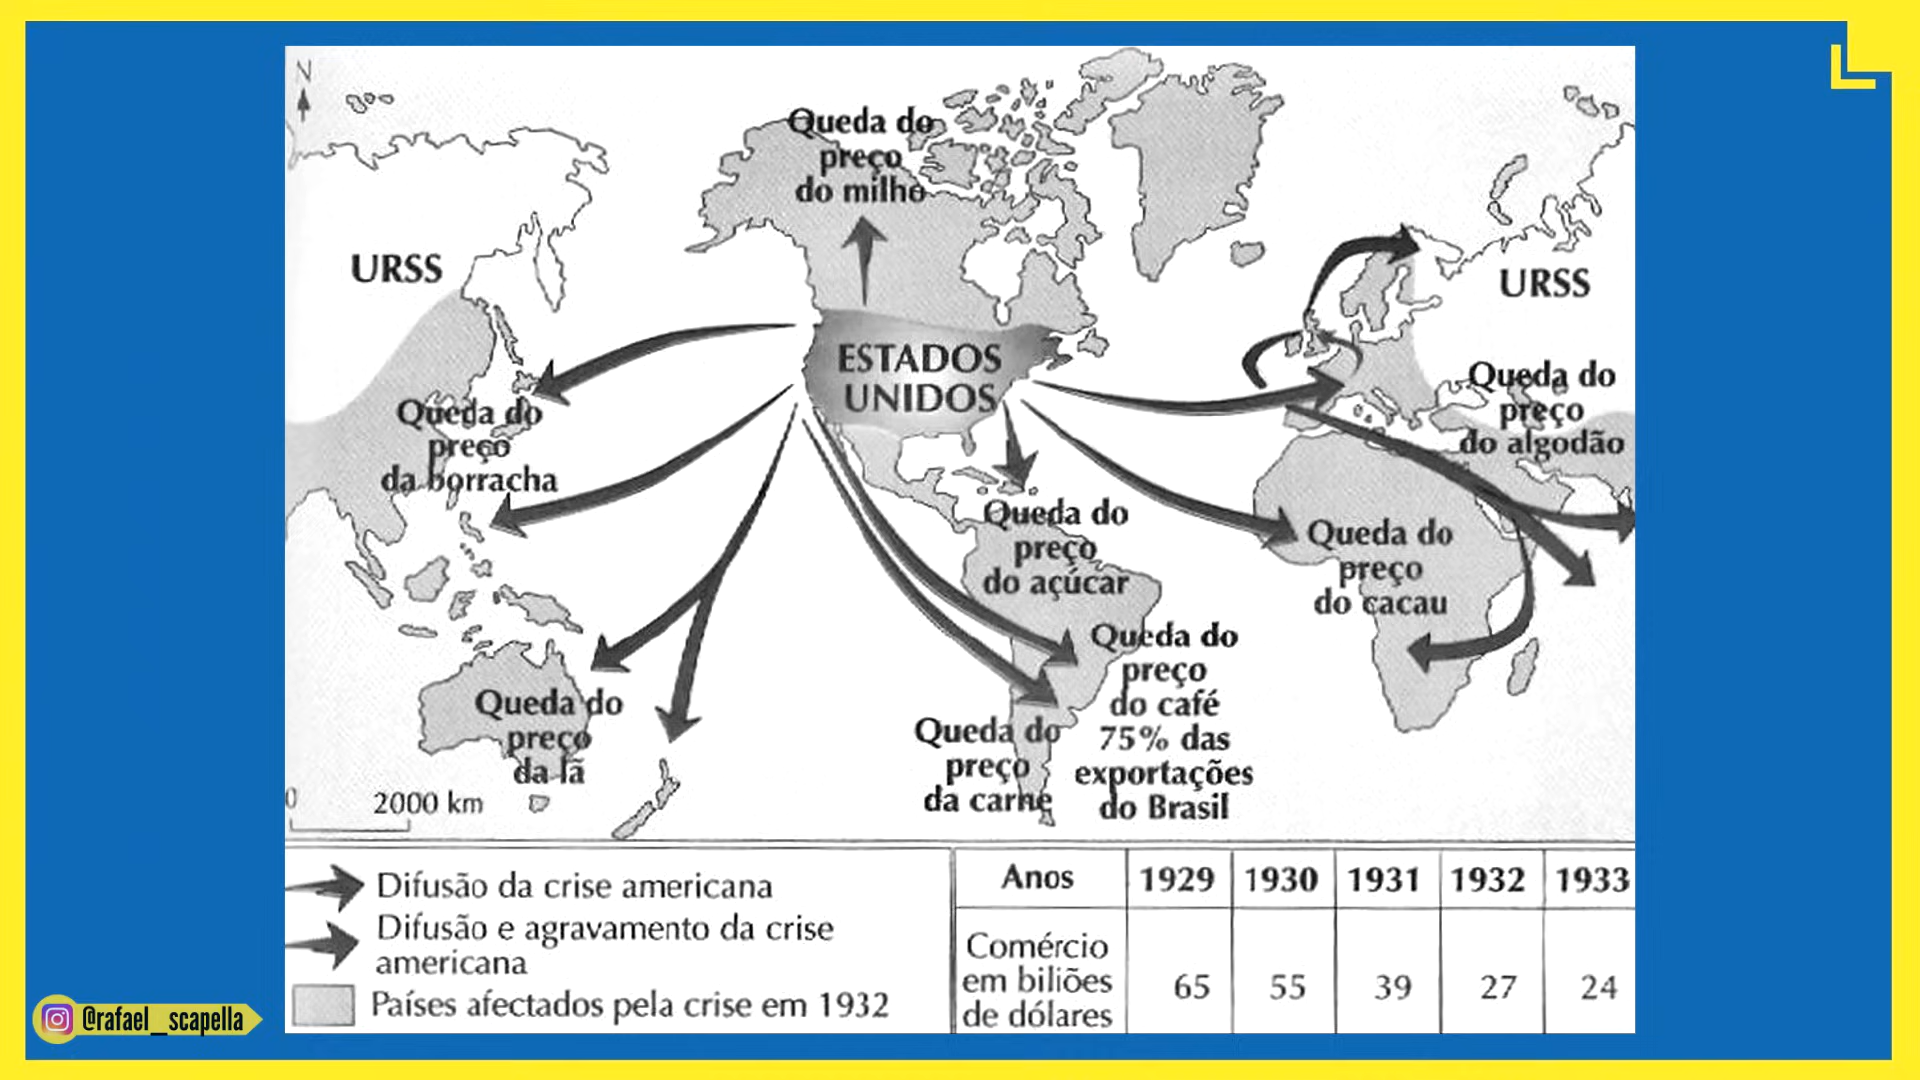 N
Queda do
preço
do milho
URSS
URSS
ESTADOS
UNIDOS
Queda do
preço
do algodão
Queda do
preço
da borracha
Queda do
preço
do açúcar
Queda do
preço
do cacau
Queda do
preço
do café
75% das
exportações
do Brasil
Queda do
preço
da lã
Queda do
preço
da carne
0 2000 km
Difusão da crise americana
Difusão e agravamento da crise
americana
Países afectados pela crise em 1932
Anos 1929 1930 1931 1932 1933
Comércio
em biliões
de dólares 65 55 39 27 24
@rafael_scapella